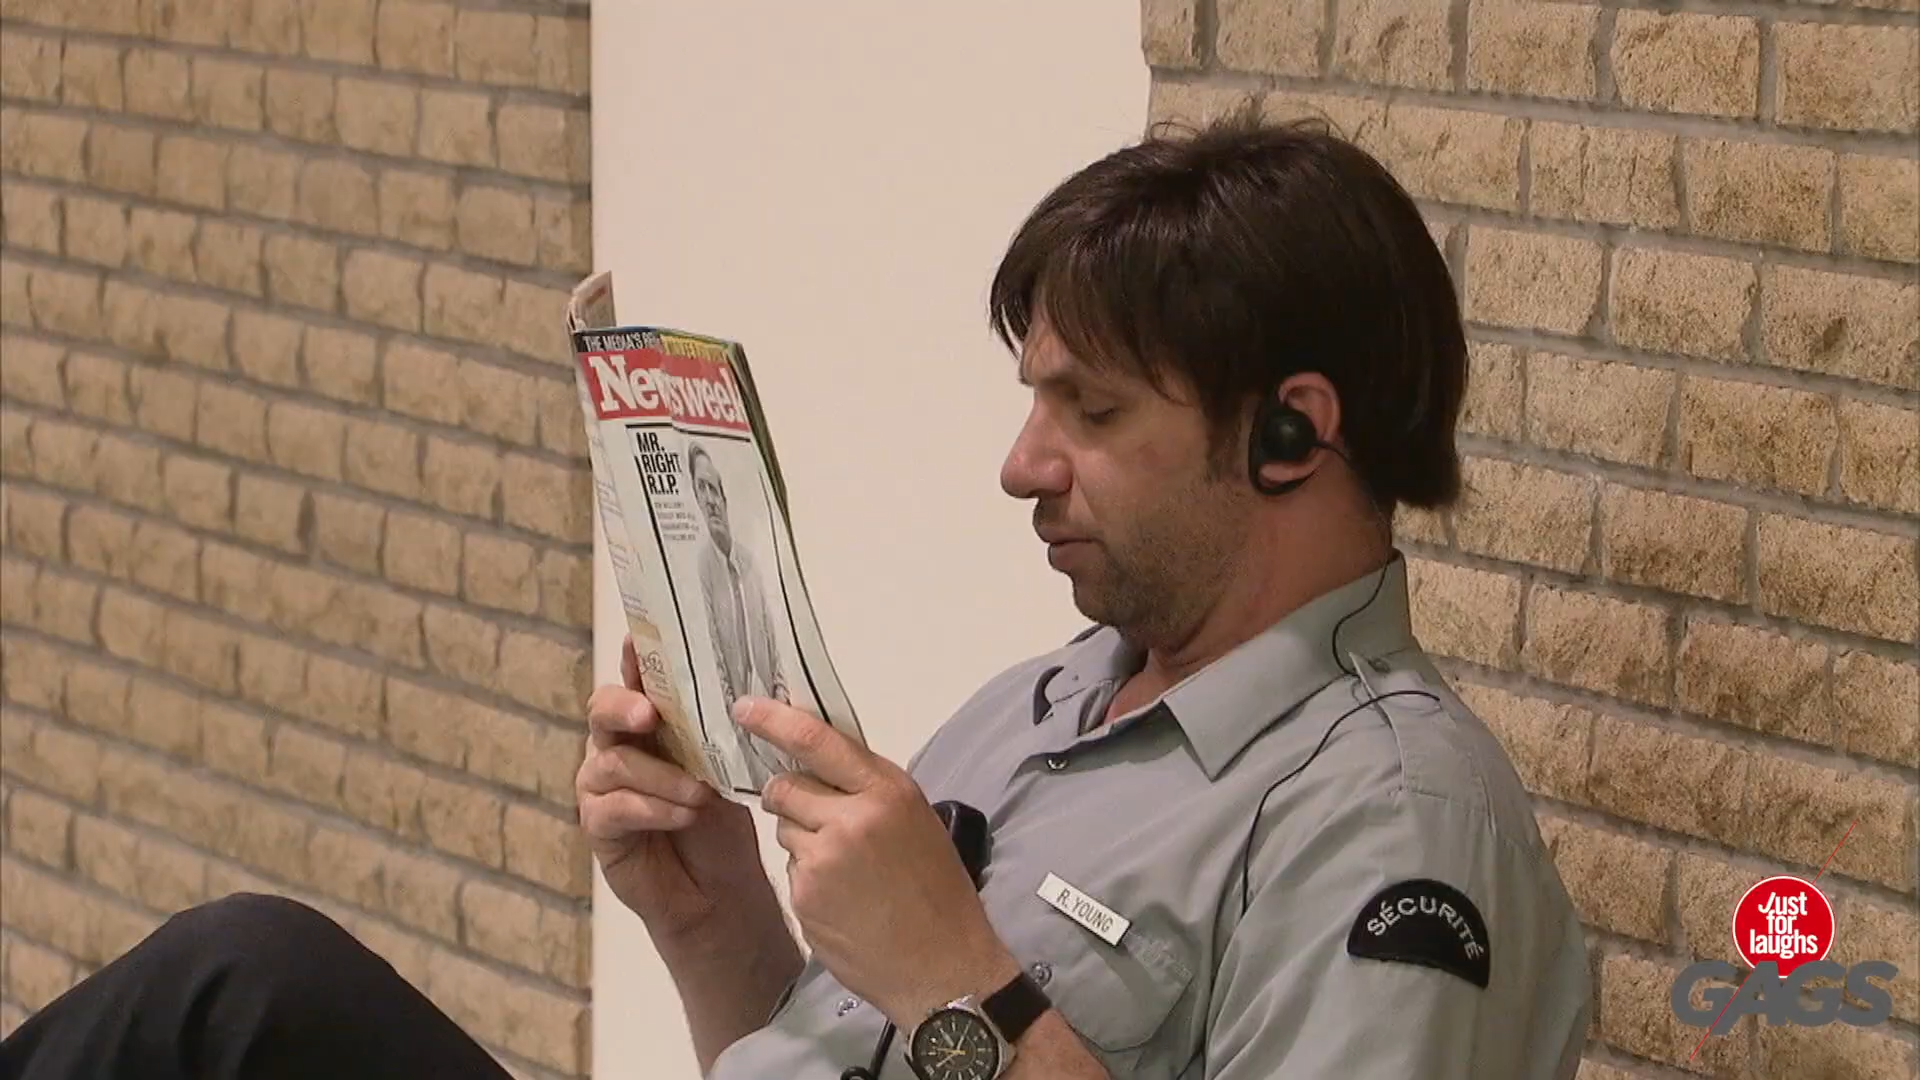 THE MEDIA'S
Newsweek
MR.
RIGHT
R.I.P.
R. YOUNG
SÉCURITÉ
Just
for
laughs
GAGS